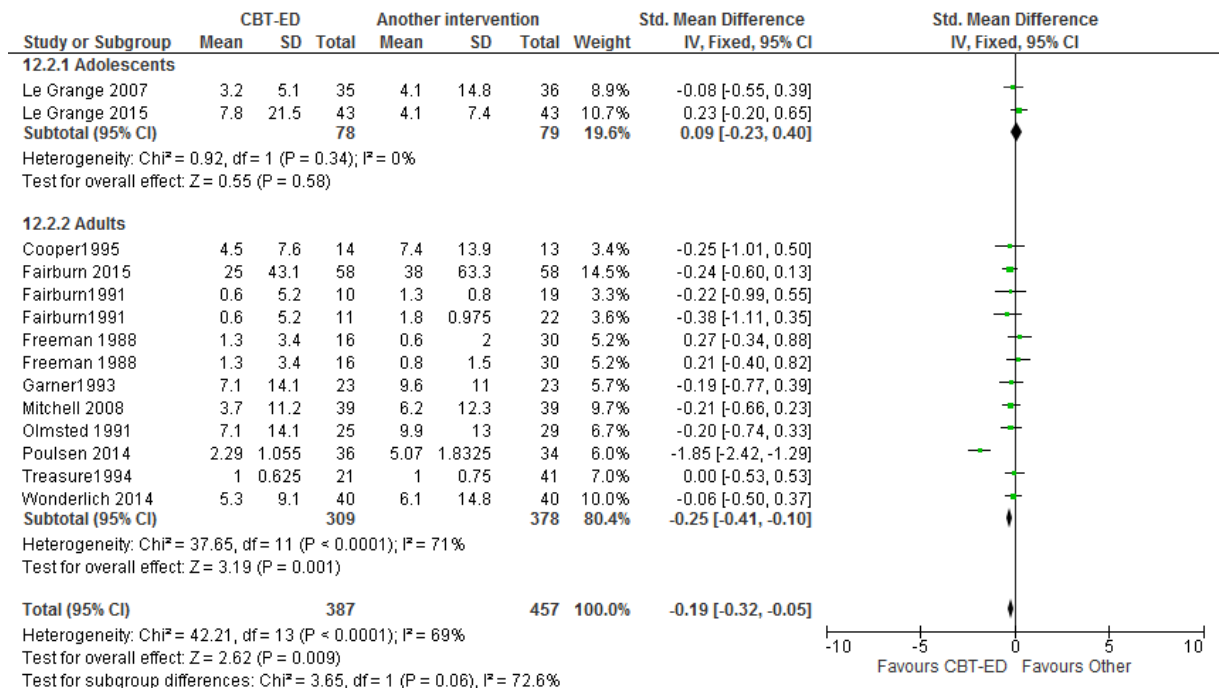 CBT-ED Another intervention Std. Mean Difference Std. Mean Difference
Study or Subgroup Mean SD Total Mean SD Total Weight IV, Fixed, 95% CI IV, Fixed, 95% CI
12.2.1 Adolescents
Le Grange 2007 3.2 5.1 35 4.1 14.8 36 8.9% -0.08 [-0.55, 0.39]
Le Grange 2015 7.8 21.5 43 4.1 7.4 43 10.7% 0.23 [-0.20, 0.65]
Subtotal (95% CI) 78 79 19.6% 0.09 [-0.23, 0.40]
Heterogeneity: Chi² = 0.92, df = 1 (P = 0.34); I² = 0%
Test for overall effect: Z = 0.55 (P = 0.58)
12.2.2 Adults
Cooper1995 4.5 7.6 14 7.4 13.9 13 3.4% -0.25 [-1.01, 0.50]
Fairburn 2015 25 43.1 58 38 63.3 58 14.5% -0.24 [-0.60, 0.13]
Fairburn1991 0.6 5.2 10 1.3 0.8 19 3.3% -0.22 [-0.99, 0.55]
Fairburn1991 0.6 5.2 11 1.8 0.975 22 3.6% -0.38 [-1.11, 0.35]
Freeman 1988 1.3 3.4 16 0.6 2 30 5.2% 0.27 [-0.34, 0.88]
Freeman 1988 1.3 3.4 16 0.8 1.5 30 5.2% 0.21 [-0.40, 0.82]
Garner1993 7.1 14.1 23 9.6 11 23 5.7% -0.19 [-0.77, 0.39]
Mitchell 2008 3.7 11.2 39 6.2 12.3 39 9.7% -0.21 [-0.66, 0.23]
Olmsted 1991 7.1 14.1 25 9.9 13 29 6.7% -0.20 [-0.74, 0.33]
Poulsen 2014 2.29 1.055 36 5.07 1.8325 34 6.0% -1.85 [-2.42, -1.29]
Treasure1994 1 0.625 21 1 0.75 41 7.0% 0.00 [-0.53, 0.53]
Wonderlich 2014 5.3 9.1 40 6.1 14.8 40 10.0% -0.06 [-0.50, 0.37]
Subtotal (95% CI) 309 378 80.4% -0.25 [-0.41, -0.10]
Heterogeneity: Chi² = 37.65, df = 11 (P < 0.0001); I² = 71%
Test for overall effect: Z = 3.19 (P = 0.001)
Total (95% CI) 387 457 100.0% -0.19 [-0.32, -0.05]
Heterogeneity: Chi² = 42.21, df = 13 (P < 0.0001); I² = 69%
Test for overall effect: Z = 2.62 (P = 0.009)
Test for subgroup differences: Chi² = 3.65, df = 1 (P = 0.06), I² = 72.6%
-10 -5 0 5 10
Favours CBT-ED Favours Other